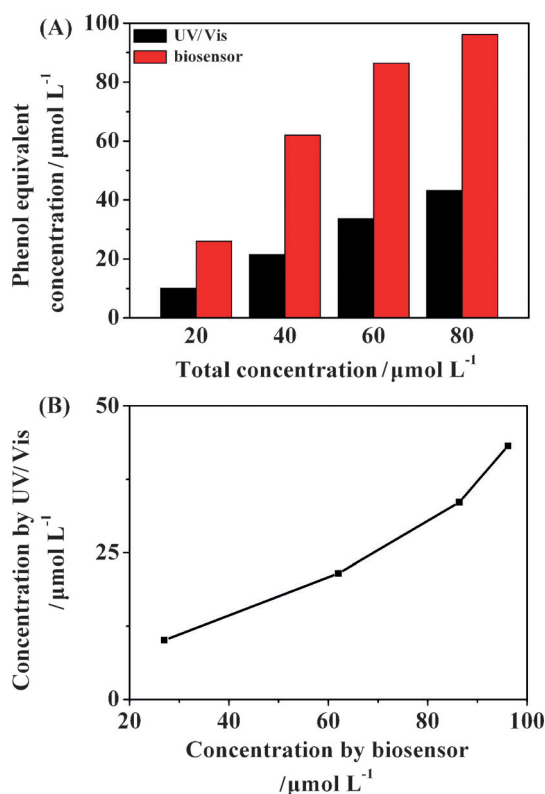 (A)
UV/Vis
biosensor
100
80
60
40
20
0
Phenol equivalent
concentration/µmol L⁻¹
20 40 60 80
Total concentration/µmol L⁻¹
(B)
50
25
0
Concentration by UV/Vis
/µmol L⁻¹
20 40 60 80 100
Concentration by biosensor
/µmol L⁻¹